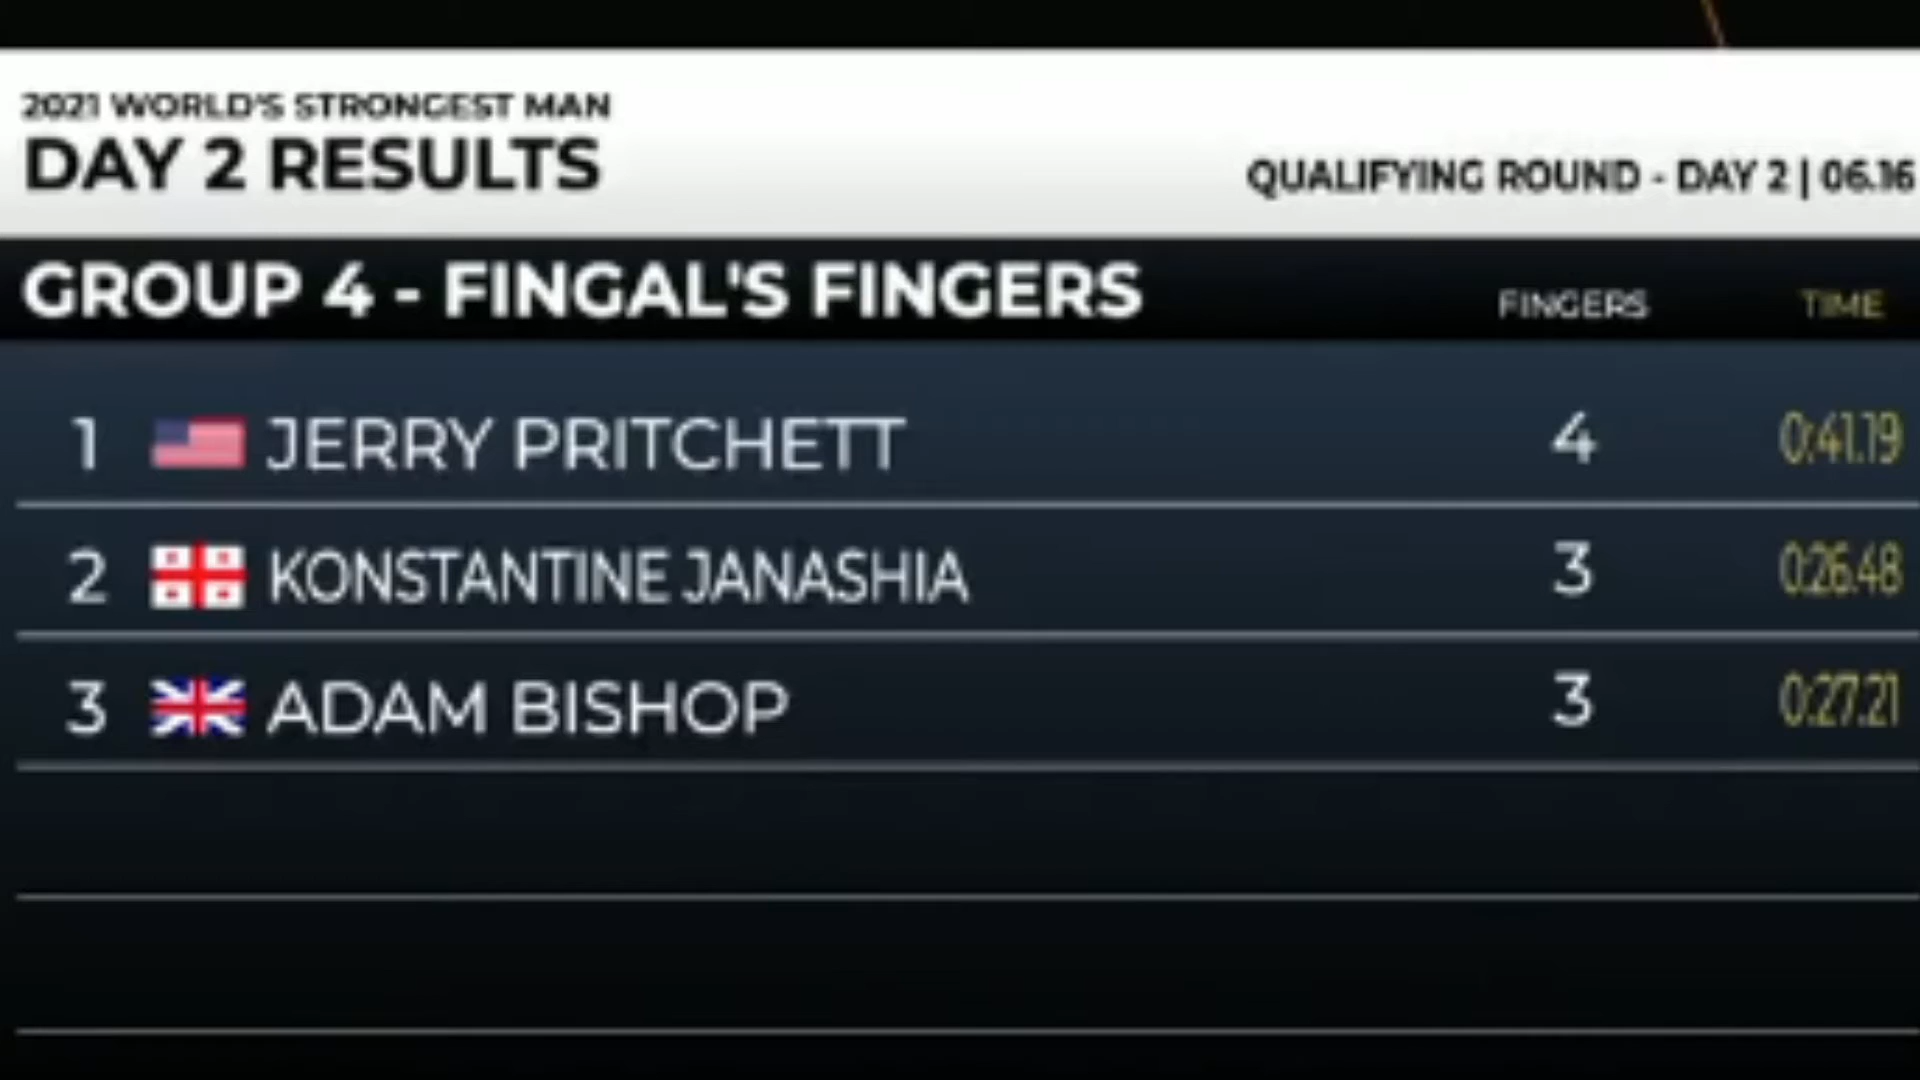 2021 WORLD'S STRONGEST MAN
DAY 2 RESULTS
QUALIFYING ROUND - DAY 2 | 06.16
GROUP 4 - FINGAL'S FINGERS FINGERS TIME
1 JERRY PRITCHETT 4 0:41.19
2 KONSTANTINE JANASHIA 3 0:26.48
3 ADAM BISHOP 3 0:27.21